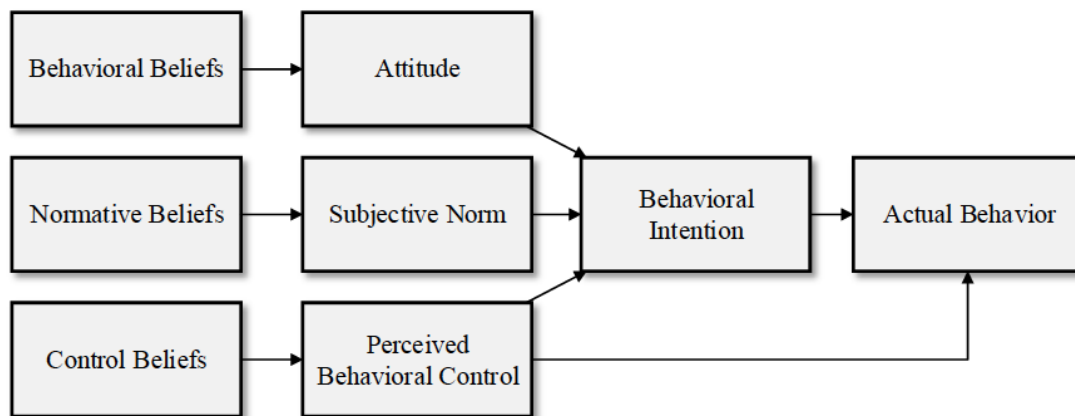 Behavioral Beliefs
Attitude
Normative Beliefs
Subjective Norm
Behavioral
Intention
Actual Behavior
Control Beliefs
Perceived
Behavioral Control